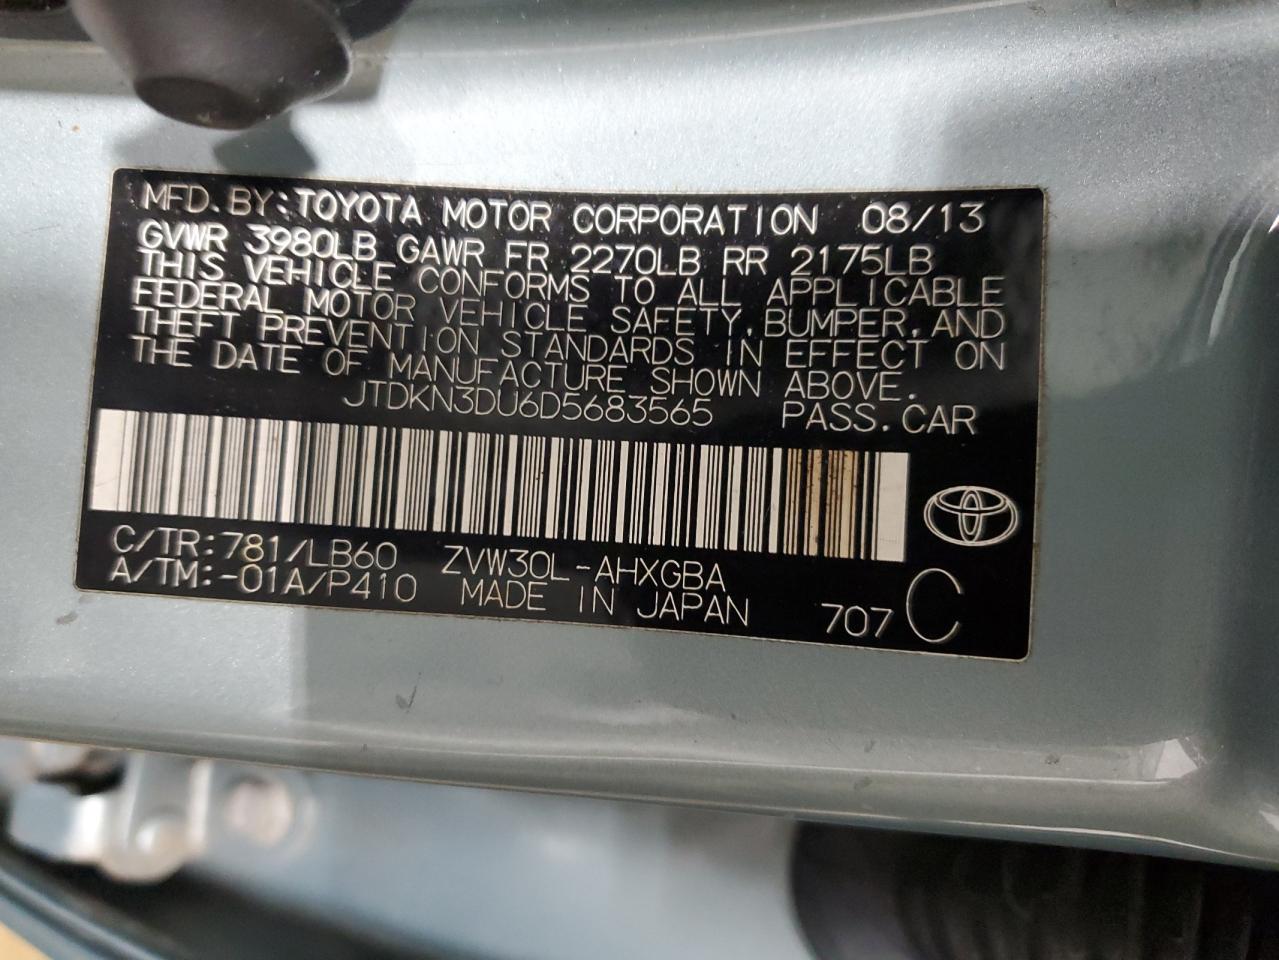 MFD. BY: TOYOTA MOTOR CORPORATION 08/13
GVWR 3980LB GAWR FR 2270LB RR 2175LB
THIS VEHICLE CONFORMS TO ALL APPLICABLE
FEDERAL MOTOR VEHICLE SAFETY, BUMPER, AND
THEFT PREVENTION STANDARDS IN EFFECT ON
THE DATE OF MANUFACTURE SHOWN ABOVE.
JTDKN3DU6D5683565 PASS. CAR
C/TR: 781/LB60 ZVW30L-AHXGBA
A/TM: -01A/P410 MADE IN JAPAN 707 C